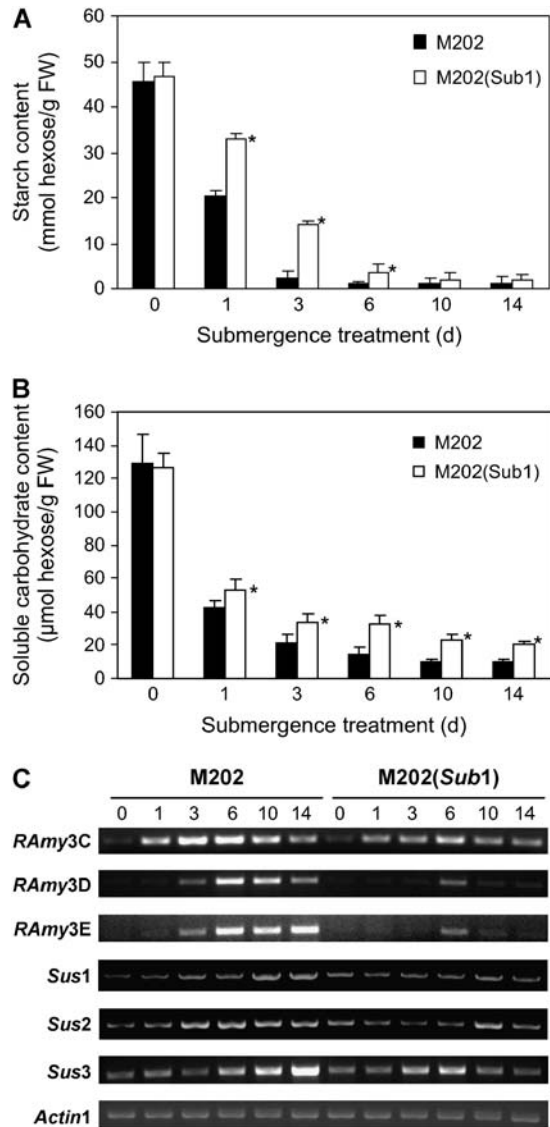 A
60
50
40
30
20
10
0
Starch content
(mmol hexose/g FW)
M202
M202(Sub1)
*
*
*
0 1 3 6 10 14
Submergence treatment (d)
B
160
140
120
100
80
60
40
20
0
Soluble carbohydrate content
(μmol hexose/g FW)
M202
M202(Sub1)
*
*
*
*
*
0 1 3 6 10 14
Submergence treatment (d)
C
M202 M202(Sub1)
0 1 3 6 10 14 0 1 3 6 10 14
RAmy3C
RAmy3D
RAmy3E
Sus1
Sus2
Sus3
Actin1